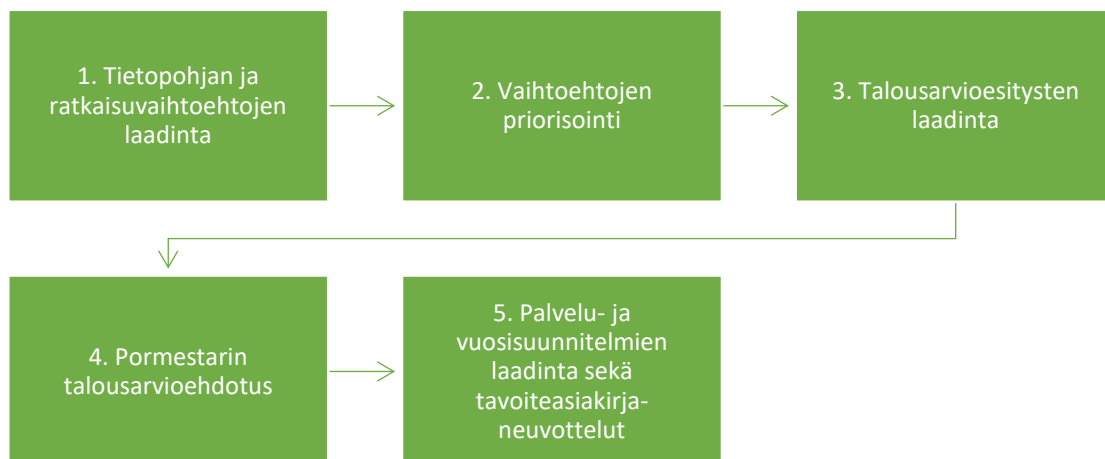 1. Tietopohjan ja
ratkaisuvaihtoehtojen
laadinta
2. Vaihtoehtojen
priorisointi
3. Talousarvioesitysten
laadinta
4. Pormestarin
talousarvioehdotus
5. Palvelu- ja
vuosisuunnitelmien
laadinta sekä
tavoiteasiakirja-
neuvottelut